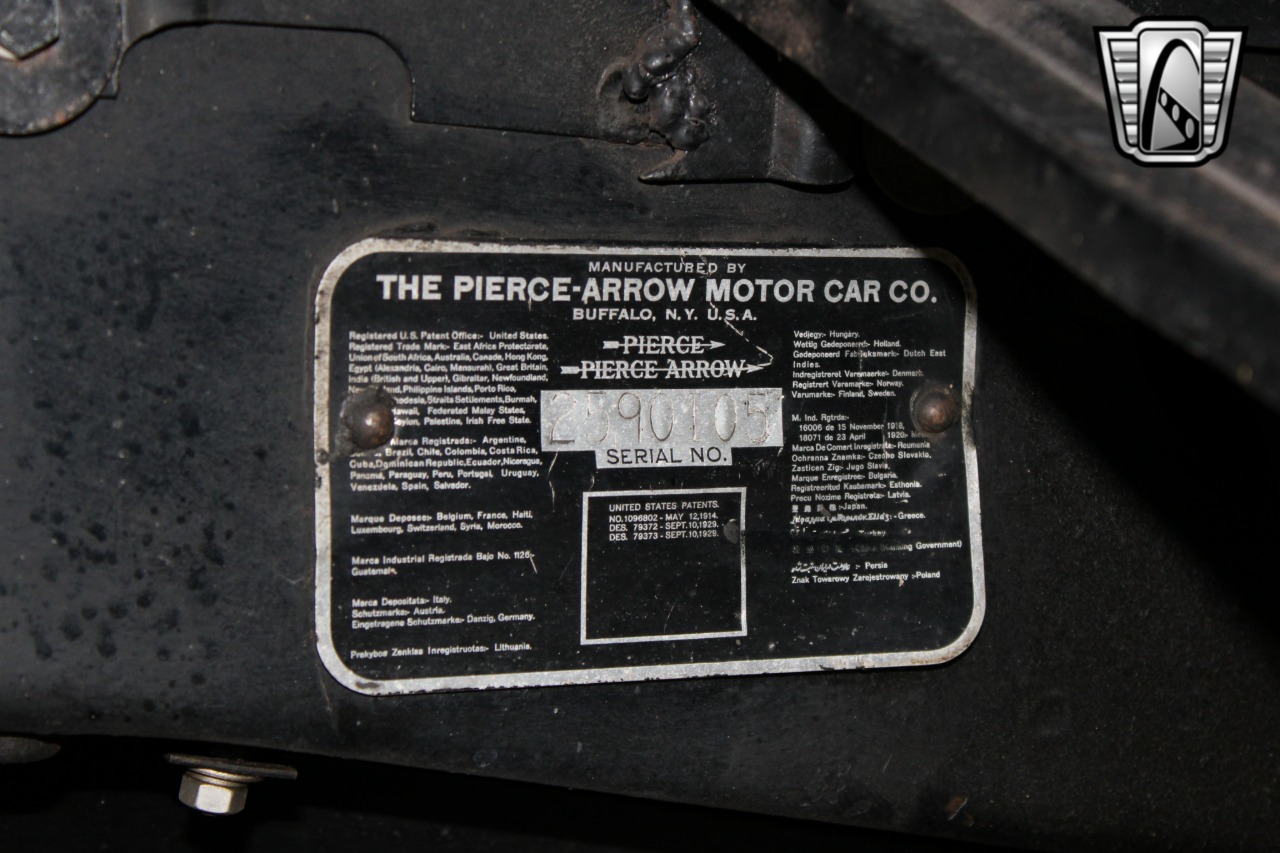 MANUFACTURED BY
THE PIERCE-ARROW MOTOR CAR CO.
BUFFALO, N.Y. U.S.A.
PIERCE
PIERCE ARROW
2590105
SERIAL NO.
UNITED STATES PATENTS.
NO.1096802 - MAY 12,1914.
DES. 79372 - SEPT.10,1929.
DES. 79373 - SEPT.10,1929.
Registered U.S. Patent Office:- United States.
Registered Trade Mark:- East Africa Protectorate,
Union of South Africa, Australia, Canada, Hong Kong,
Egypt (Alexandria, Cairo, Mansurah), Great Britain,
India (British and Upper), Gibraltar, Newfoundland,
Philippine Islands, Porto Rico,
Straits Settlements, Burmah,
Federated Malay States,
Palestine, Irish Free State.
Marca Registrada:- Argentine,
Brazil, Chile, Colombia, Costa Rica,
Cuba, Dominican Republic, Ecuador, Nicaragua,
Panama, Paraguay, Peru, Portugal, Uruguay,
Venezuela, Spain, Salvador.
Marque Deposee:- Belgium, France, Haiti,
Luxembourg, Switzerland, Syria, Morocco.
Marca Industrial Registrada Bajo No. 1126:-
Guatemala.
Marca Depositata:- Italy.
Schutzmarke:- Austria.
Eingetragene Schutzmarke:- Danzig, Germany.
Prekybos Zenklas Inregistruotas:- Lithuania.
Vedjegy:- Hungary.
Wettig Gedeponeerd:- Holland.
Gedeponeerd Fabrieksmark:- Dutch East
Indies.
Indregistreret Varemaerke:- Denmark.
Registrert Varemerke:- Norway.
Varumarke:- Finland, Sweden.
M. Ind. Rgtrda:-
16006 de 15 November 1916,
18071 de 23 April 1920:-
Marca De Comert Inregistrata:- Roumania
Ochranna Znamka:- Czecho Slovakia.
Zasticen Zig:- Jugo Slavia.
Marque Enregistree:- Bulgaria.
Registreeritud Kaubamark:- Esthonia.
Precu Nozime Registreta:- Latvia.
:-Japan.
:- Greece.
Turkey
Government)
:- Persia
Znak Towarowy Zarejestrowany :-Poland